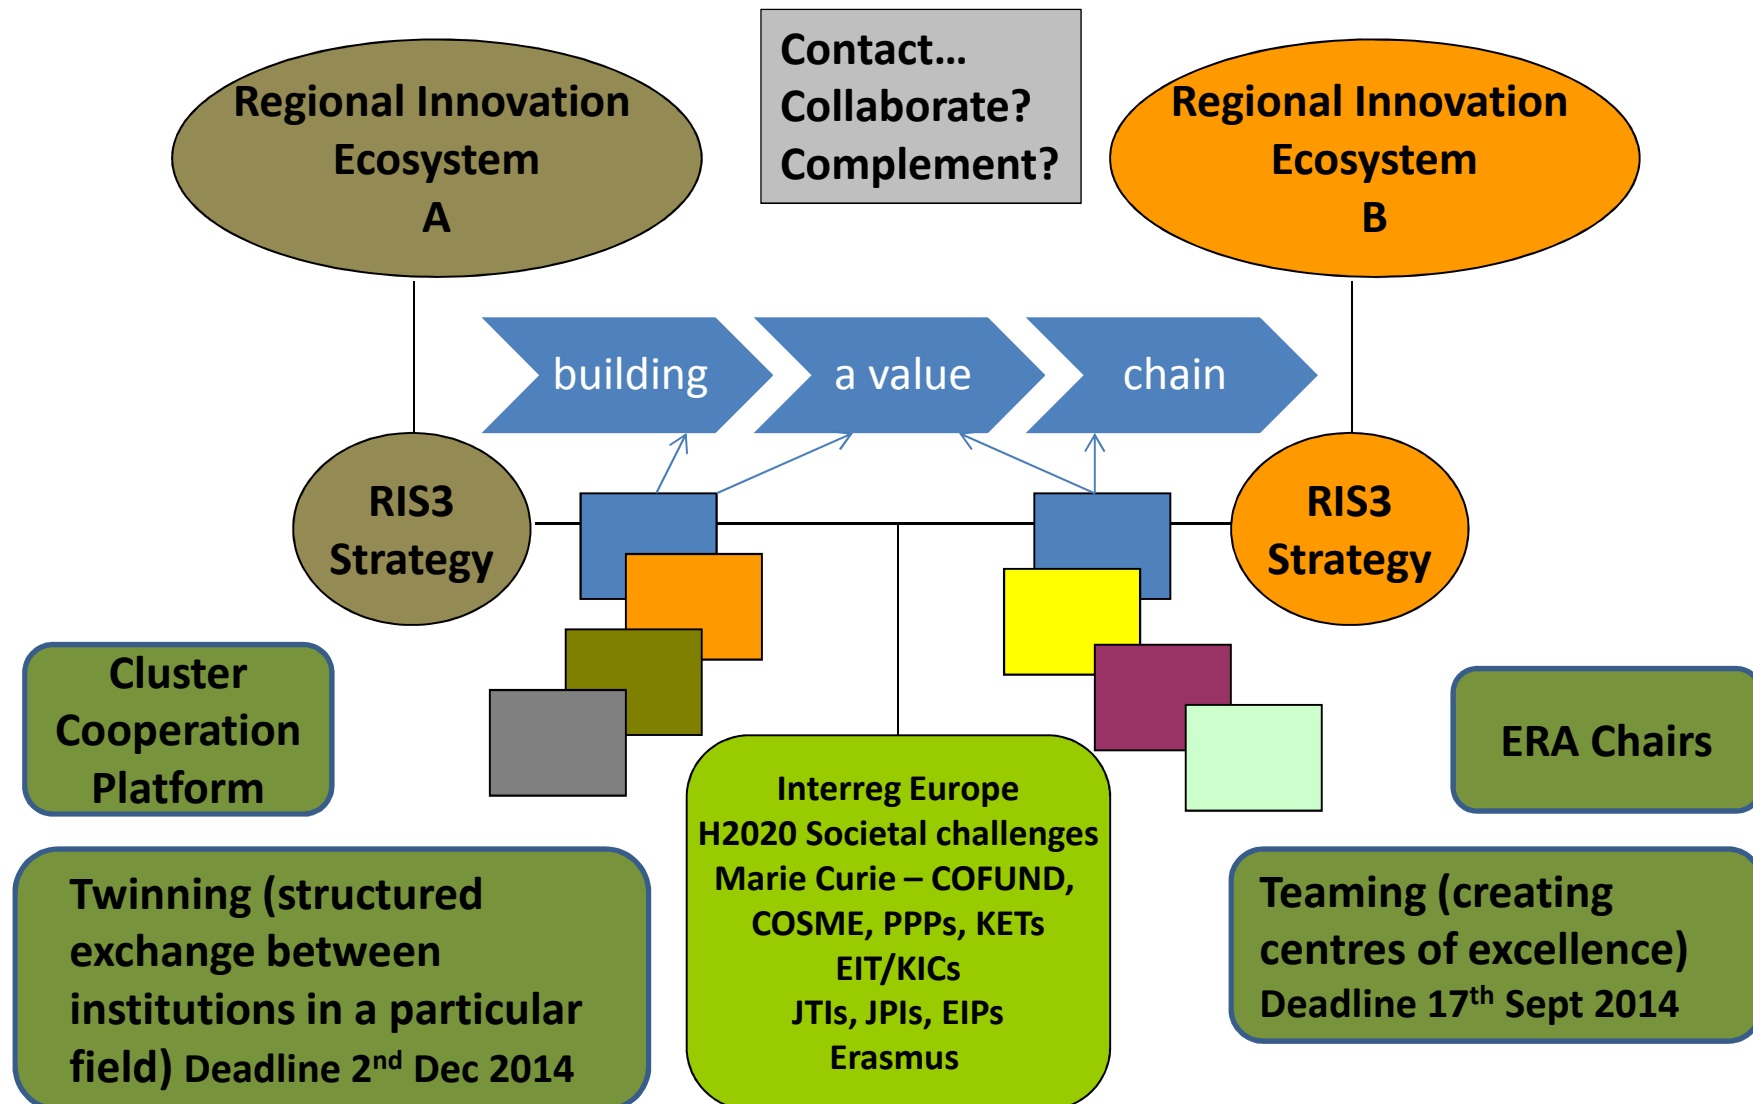 Regional Innovation
Ecosystem
A
Contact...
Collaborate?
Complement?
Regional Innovation
Ecosystem
B
building
a value
chain
RIS3
Strategy
RIS3
Strategy
Cluster
Cooperation
Platform
ERA Chairs
Interreg Europe
H2020 Societal challenges
Marie Curie – COFUND,
COSME, PPPs, KETs
EIT/KICs
JTIs, JPIs, EIPs
Erasmus
Twinning (structured
exchange between
institutions in a particular
field) Deadline 2nd Dec 2014
Teaming (creating
centres of excellence)
Deadline 17th Sept 2014